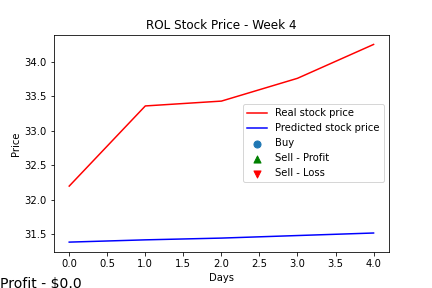 ROL Stock Price - Week 4
34.0
33.5
33.0
32.5
32.0
31.5
Price
Real stock price
Predicted stock price
Buy
Sell - Profit
Sell - Loss
0.0 0.5 1.0 1.5 2.0 2.5 3.0 3.5 4.0
Days
Profit - $0.0